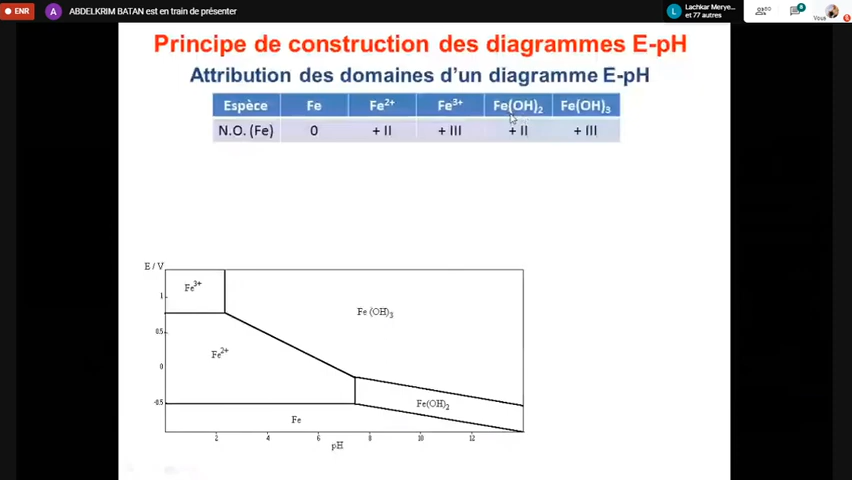 ENR
A
ABDELKRIM BATAN est en train de présenter
L
Lachkar Merye...
et 77 autres
80
8
Vous
Principe de construction des diagrammes E-pH
Attribution des domaines d'un diagramme E-pH
Espèce Fe Fe²⁺ Fe³⁺ Fe(OH)₂ Fe(OH)₃
N.O. (Fe) 0 + II + III + II + III
E / V
Fe³⁺
1
Fe (OH)₃
0.5
Fe²⁺
0
-0.5
Fe(OH)₂
Fe
2 4 6 8 10 12
pH